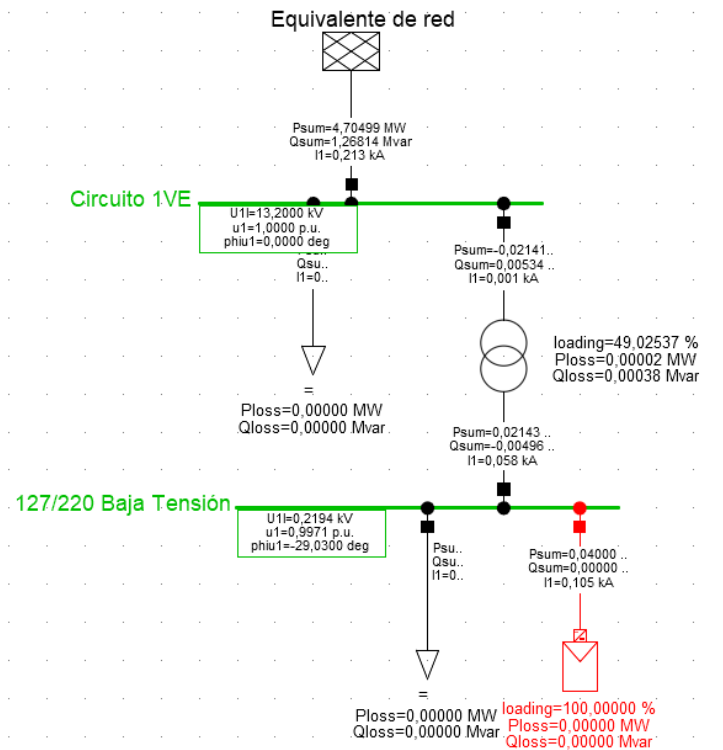 Equivalente de red
Psum=4,70499 MW
Qsum=1,26814 Mvar
I1=0,213 kA
Circuito 1VE
U1l=13,2000 kV
u1=1,0000 p.u.
phiu1=0,0000 deg
Qsu..
I1=0..
Psum=-0,02141..
Qsum=0,00534 ..
I1=0,001 kA
loading=49,02537 %
Ploss=0,00002 MW
Qloss=0,00038 Mvar
=
Ploss=0,00000 MW
Qloss=0,00000 Mvar
Psum=0,02143 ..
Qsum=-0,00496 ..
I1=0,058 kA
127/220 Baja Tensión
U1l=0,2194 kV
u1=0,9971 p.u.
phiu1=-29,0300 deg
Psu..
Qsu..
I1=0..
Psum=0,04000 ..
Qsum=0,00000 ..
I1=0,105 kA
=
Ploss=0,00000 MW
Qloss=0,00000 Mvar
loading=100,00000 %
Ploss=0,00000 MW
Qloss=0,00000 Mvar